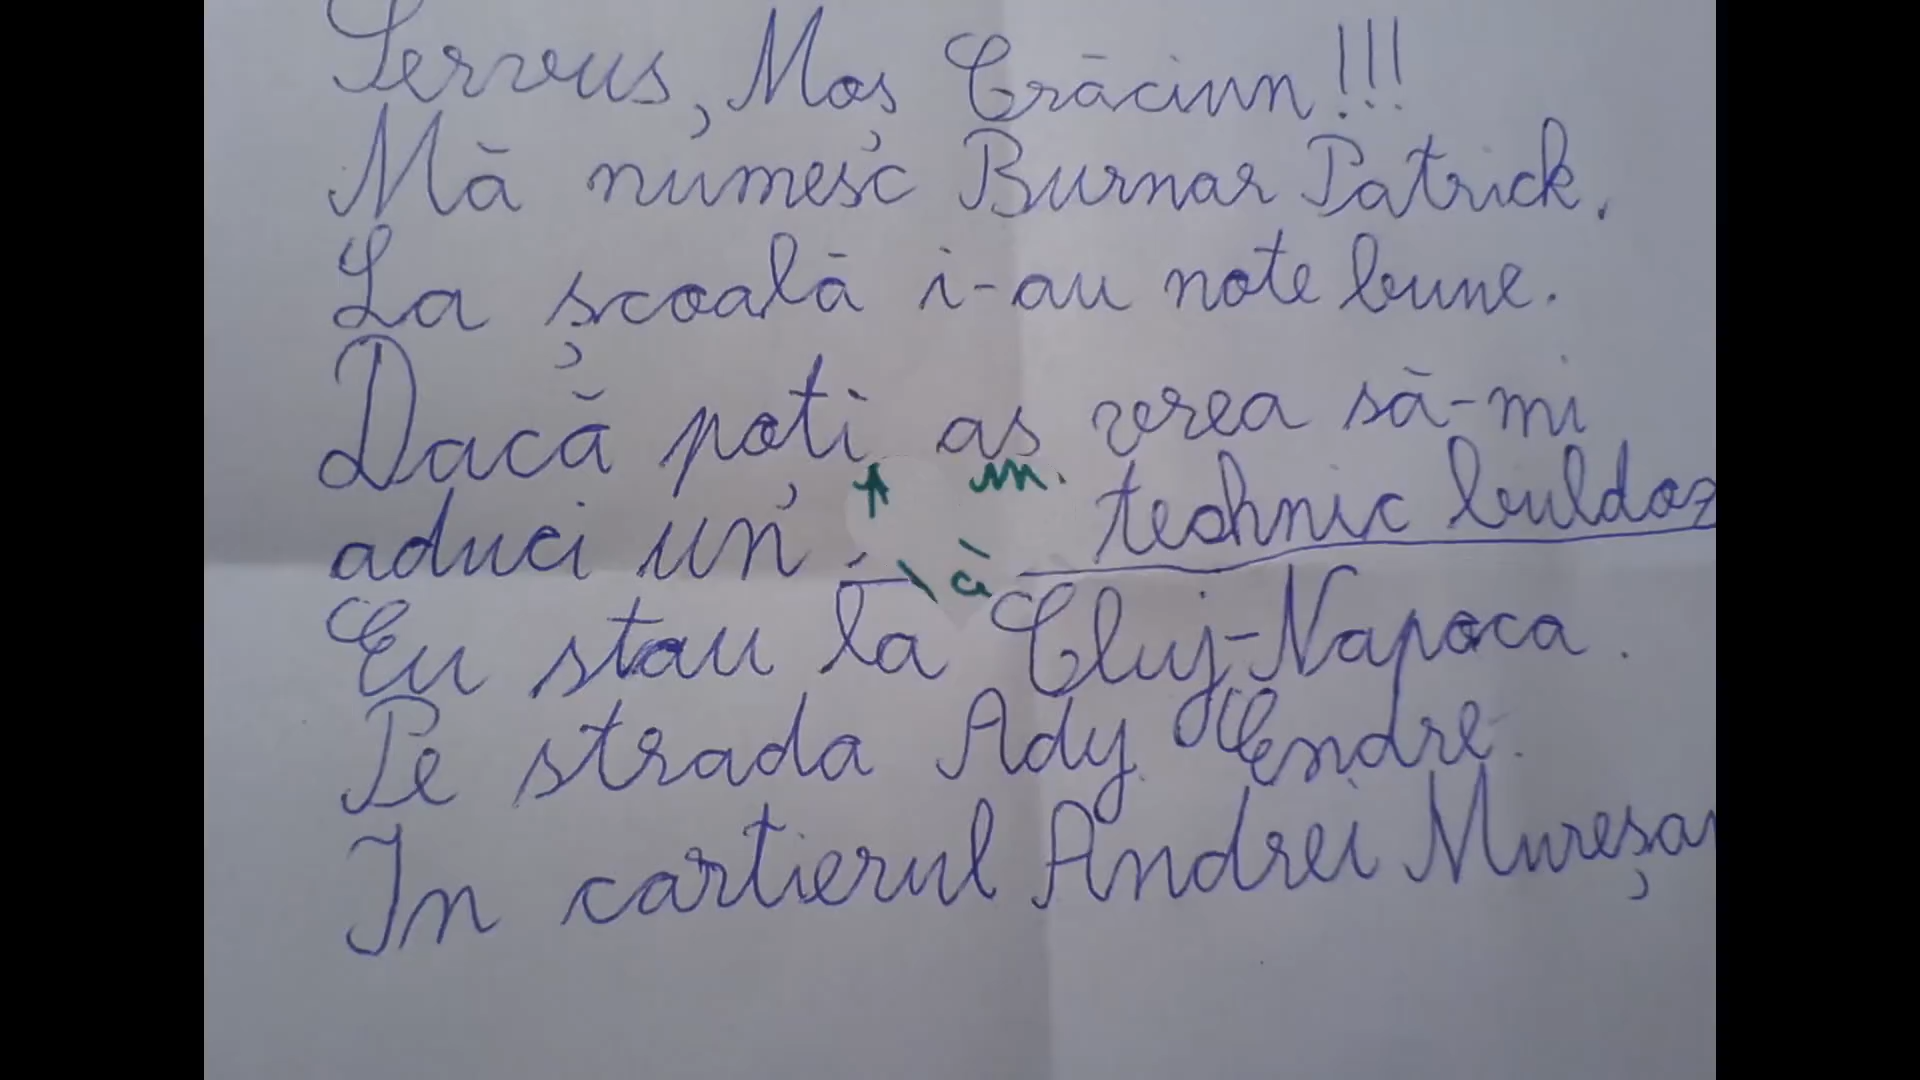 Servus, Moș Crăciun!!!
Mă numesc Burnar Patrick.
La școală i-au note bune.
Dacă poți aș vrea să-mi
aduci un technic buldoz
Eu stau la Cluj-Napoca.
Pe strada Ady Endre.
In cartierul Andrei Mureșa